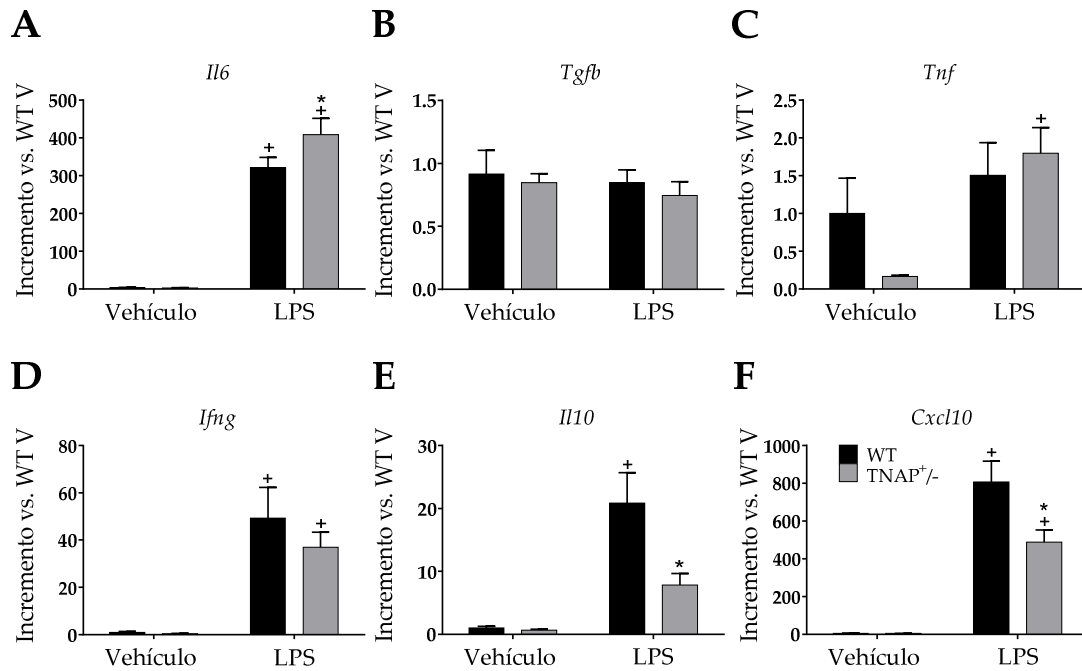 A
B
C
Il6
Tgfb
Tnf
Incremento vs. WT V
500
400
300
200
100
0
*
+
+
Vehículo
LPS
Incremento vs. WT V
1.5
1.0
0.5
0.0
Vehículo
LPS
Incremento vs. WT V
2.5
2.0
1.5
1.0
0.5
0.0
+
Vehículo
LPS
D
E
F
Ifng
Il10
Cxcl10
Incremento vs. WT V
80
60
40
20
0
+
+
Vehículo
LPS
Incremento vs. WT V
30
20
10
0
+
*
Vehículo
LPS
Incremento vs. WT V
1000
800
600
400
200
0
WT
TNAP+/-
+
*
+
Vehículo
LPS